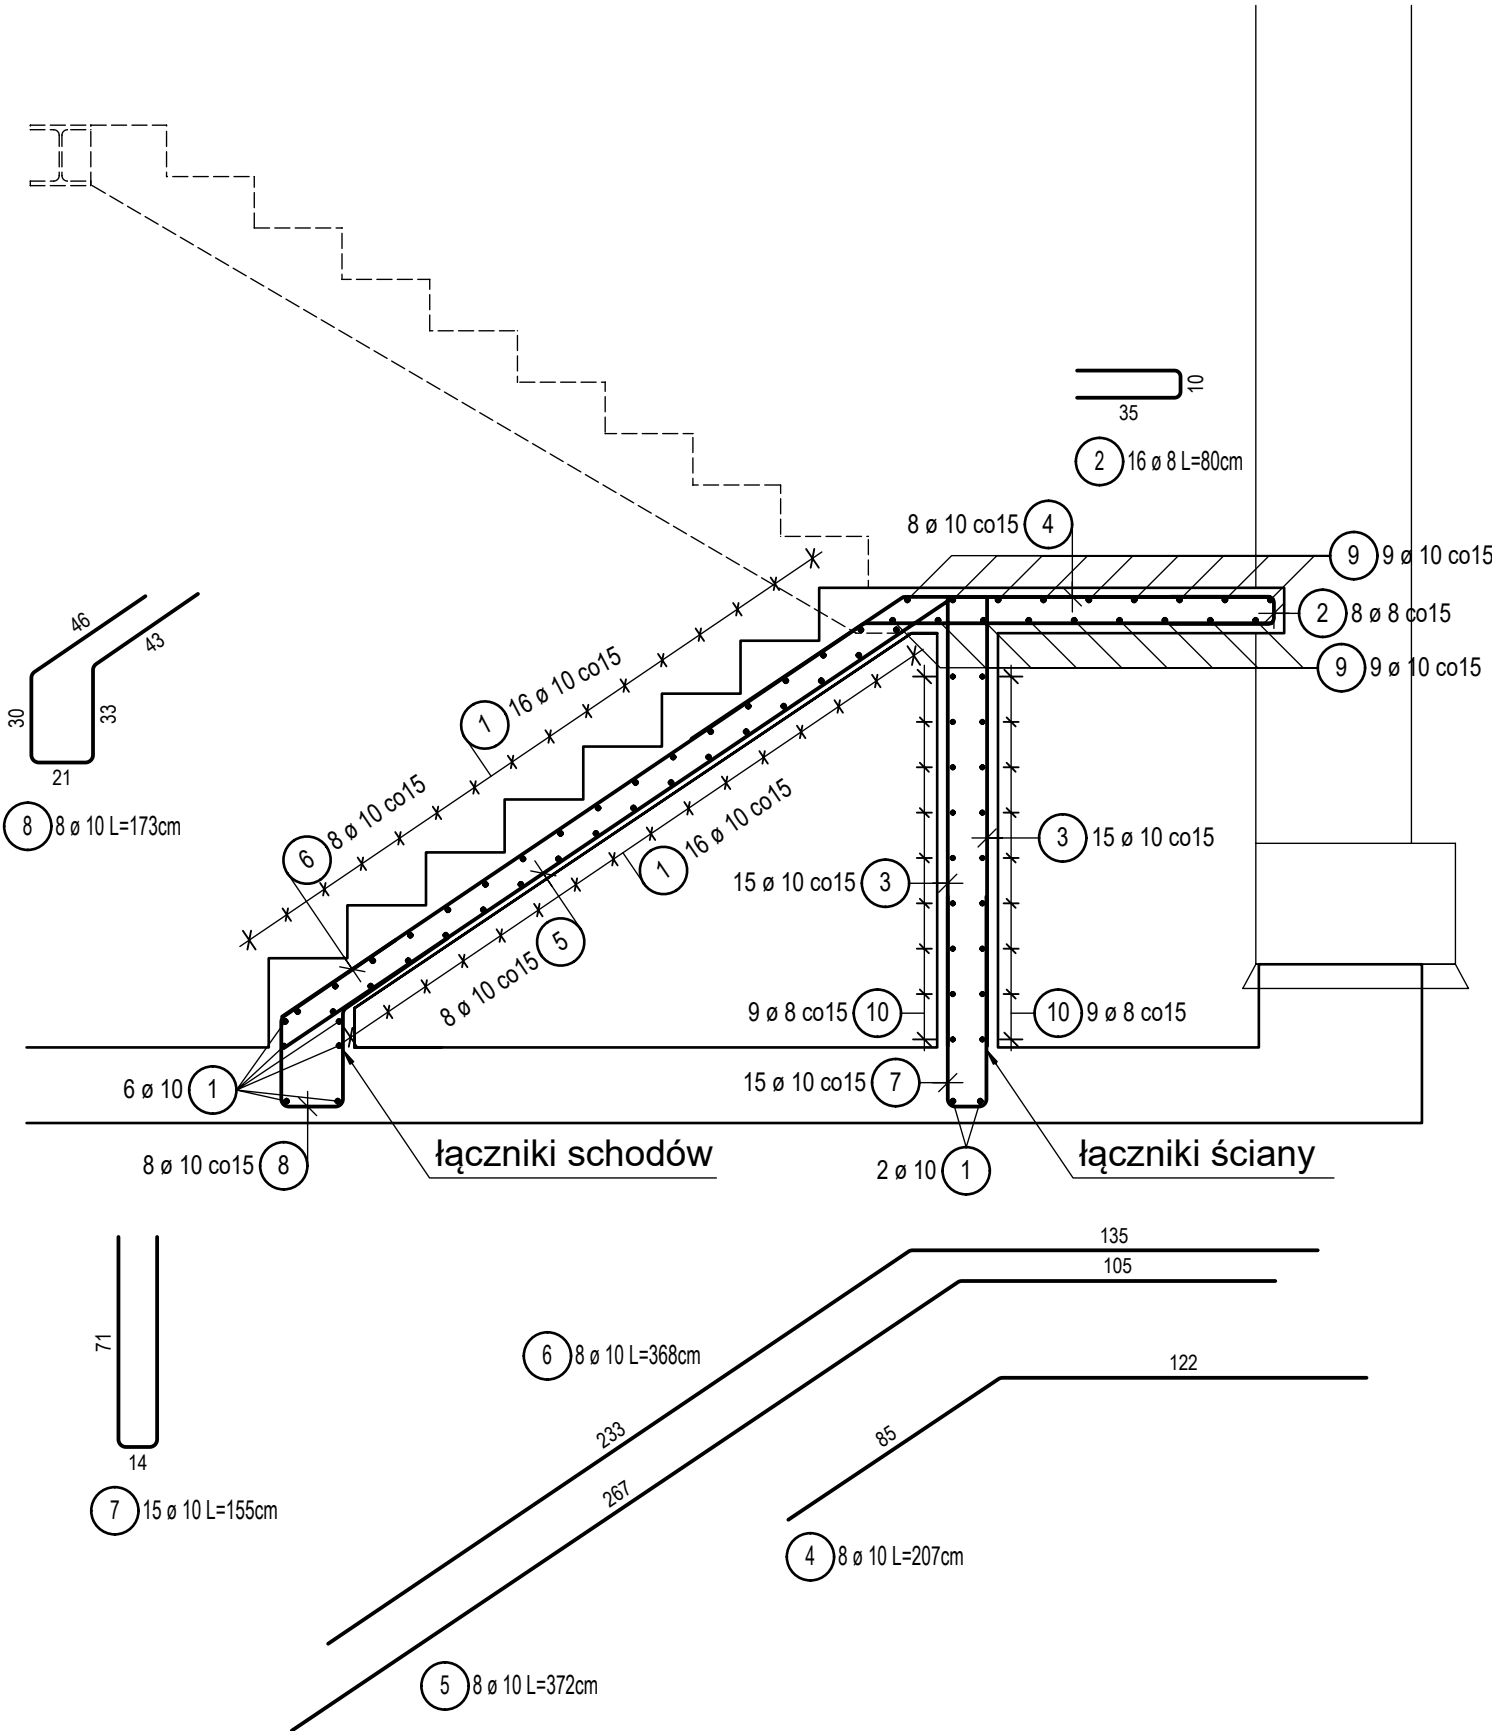 10
35
2 16 ø 8 L=80cm
8 ø 10 co15 4
9 9 ø 10 co15
2 8 ø 8 co15
9 9 ø 10 co15
46
43
30
33
21
8 8 ø 10 L=173cm
1 16 ø 10 co15
6 8 ø 10 co15
1 16 ø 10 co15
8 ø 10 co15 5
3 15 ø 10 co15
15 ø 10 co15 3
9 ø 8 co15 10
10 9 ø 8 co15
6 ø 10 1
15 ø 10 co15 7
8 ø 10 co15 8
łączniki schodów
2 ø 10 1
łączniki ściany
71
14
7 15 ø 10 L=155cm
135
105
6 8 ø 10 L=368cm
122
233
85
267
4 8 ø 10 L=207cm
5 8 ø 10 L=372cm